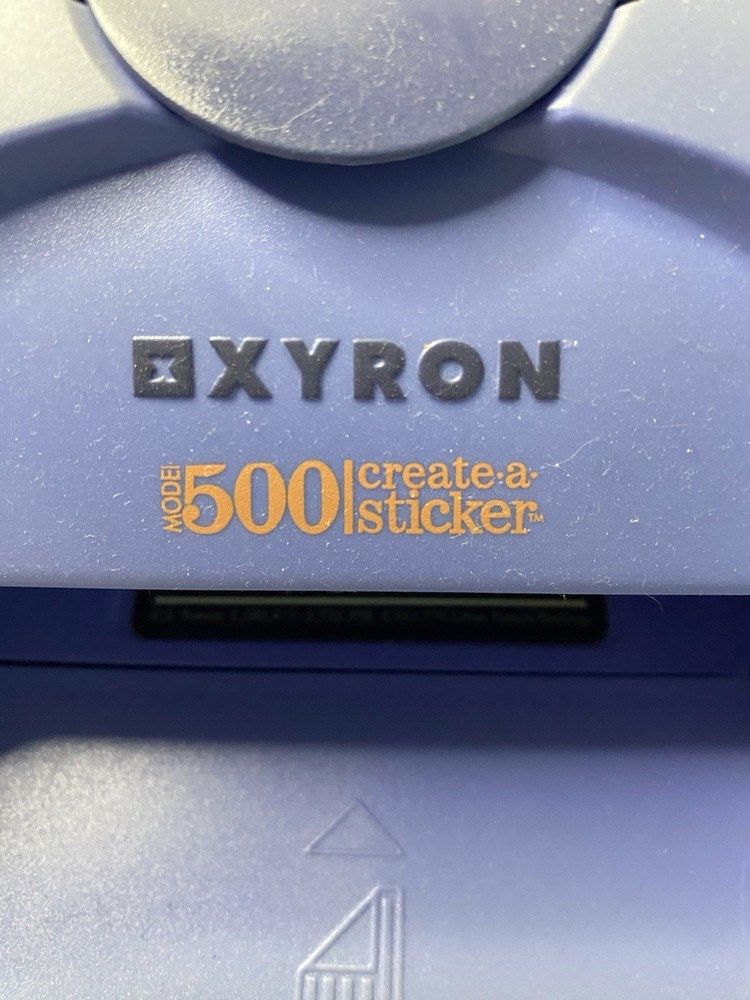 XYRON
MODEL 500 | create·a·
sticker™